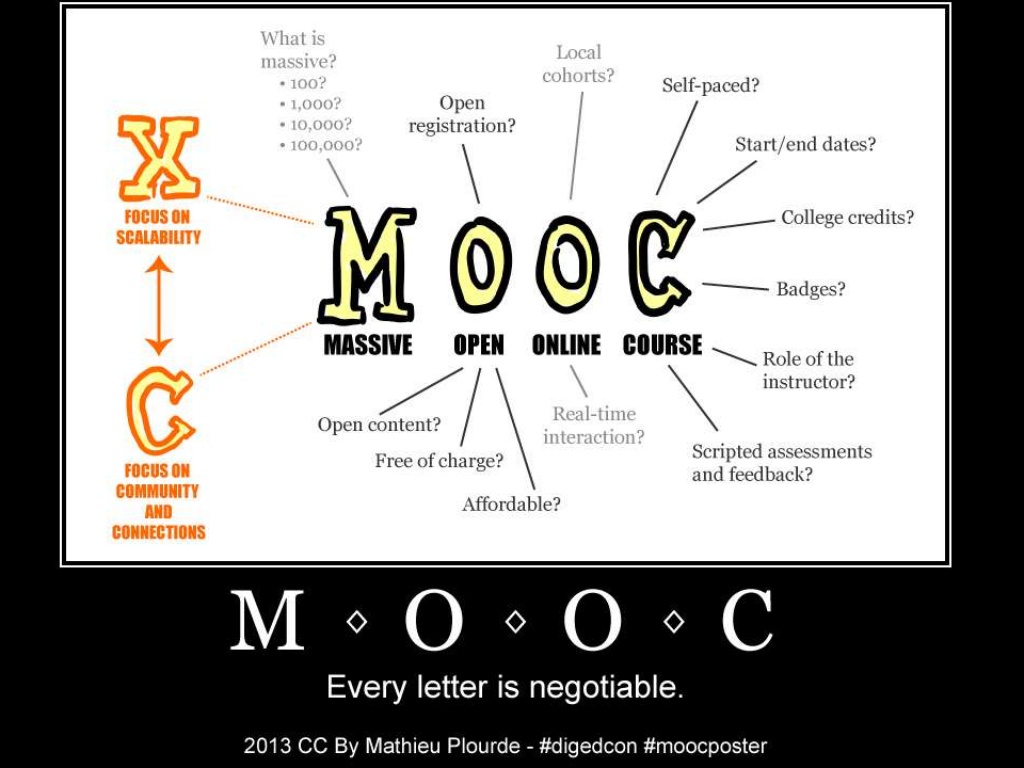 What is
massive?
• 100?
• 1,000?
• 10,000?
• 100,000?
Open
registration?
Local
cohorts?
Self-paced?
Start/end dates?
College credits?
Badges?
Role of the
instructor?
Scripted assessments
and feedback?
X
FOCUS ON
SCALABILITY
C
FOCUS ON
COMMUNITY
AND
CONNECTIONS
MOOC
MASSIVE OPEN ONLINE COURSE
Open content?
Free of charge?
Affordable?
Real-time
interaction?
M ⋄ O ⋄ O ⋄ C
Every letter is negotiable.
2013 CC By Mathieu Plourde - #digedcon #moocposter